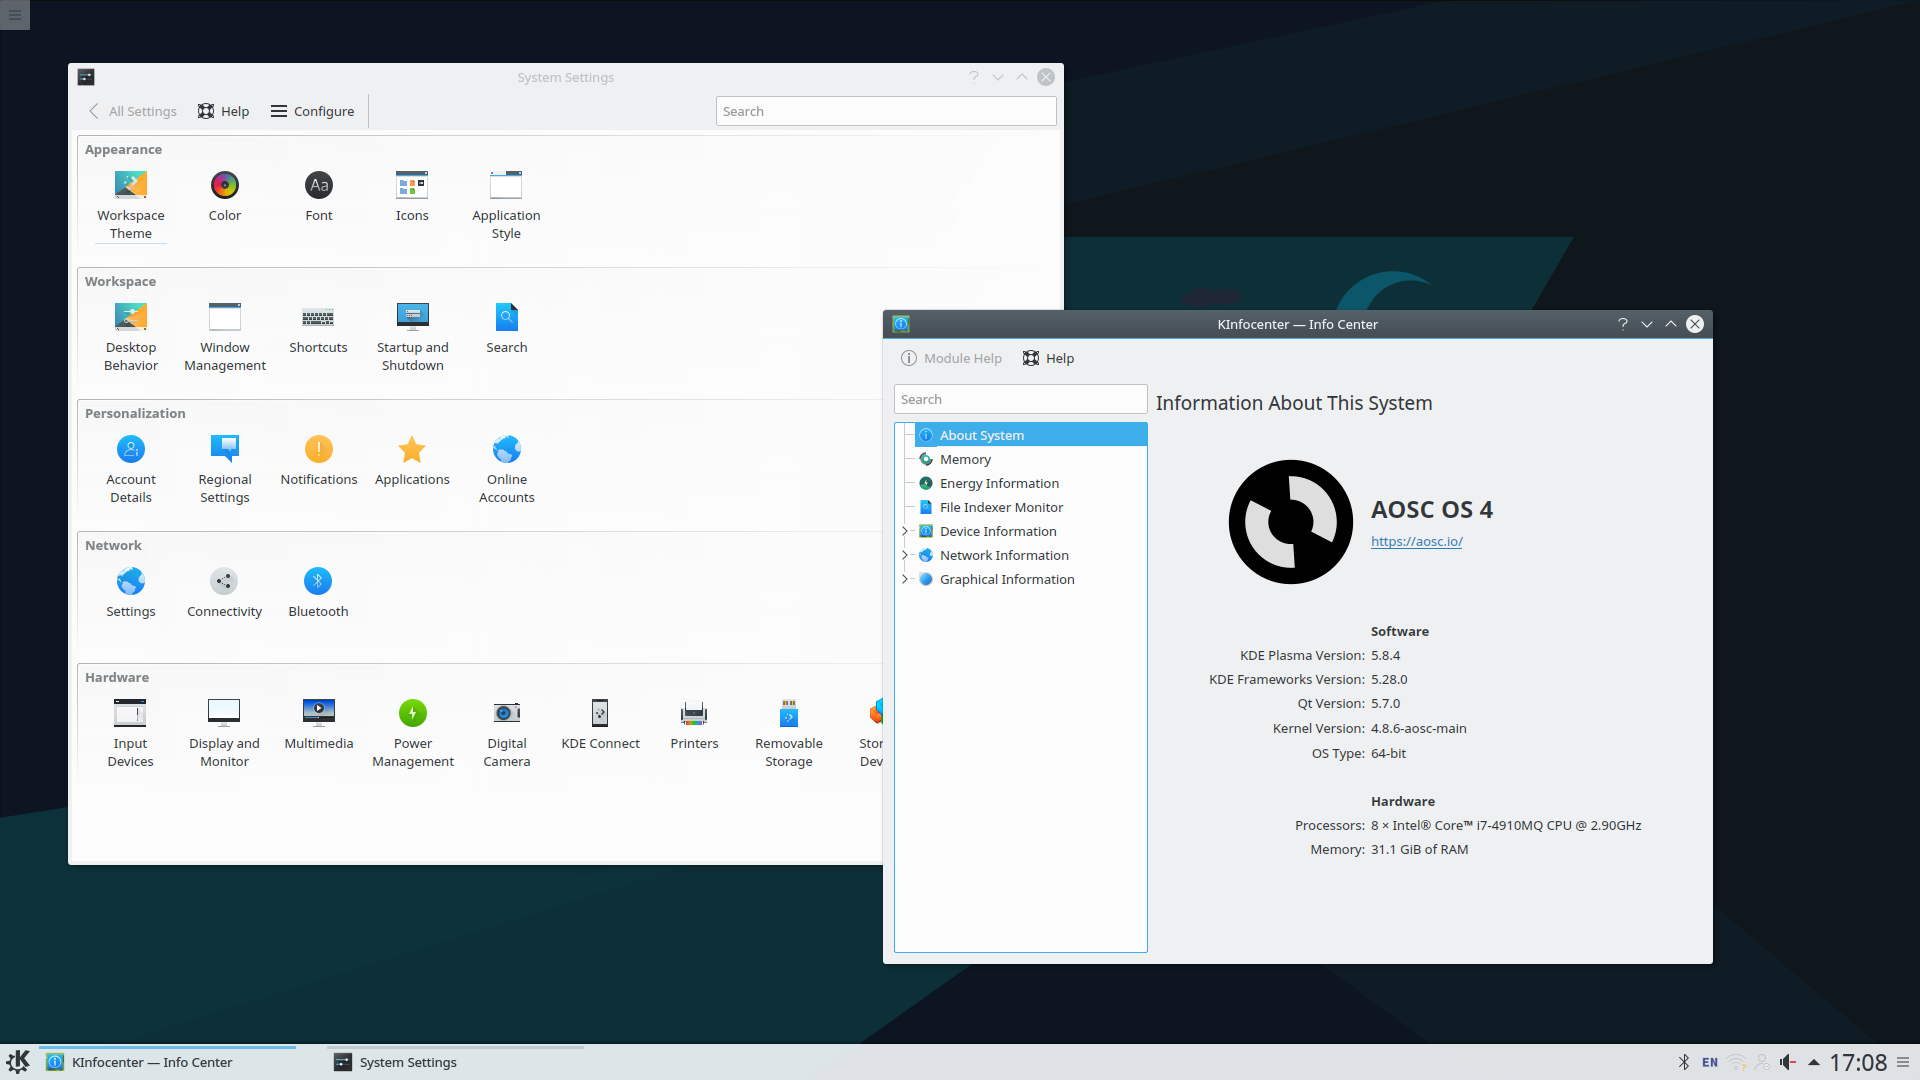 System Settings
All Settings Help Configure Search
Appearance
Workspace Theme
Color
Font
Icons
Application Style
Workspace
Desktop Behavior
Window Management
Shortcuts
Startup and Shutdown
Search
Personalization
Account Details
Regional Settings
Notifications
Applications
Online Accounts
Network
Settings
Connectivity
Bluetooth
Hardware
Input Devices
Display and Monitor
Multimedia
Power Management
Digital Camera
KDE Connect
Printers
Removable Storage
Stor
Dev
KInfocenter — Info Center
Module Help Help
Search
About System
Memory
Energy Information
File Indexer Monitor
Device Information
Network Information
Graphical Information
Information About This System
AOSC OS 4
https://aosc.io/
Software
KDE Plasma Version: 5.8.4
KDE Frameworks Version: 5.28.0
Qt Version: 5.7.0
Kernel Version: 4.8.6-aosc-main
OS Type: 64-bit
Hardware
Processors: 8 × Intel® Core™ i7-4910MQ CPU @ 2.90GHz
Memory: 31.1 GiB of RAM
KInfocenter — Info Center
System Settings
EN
17:08